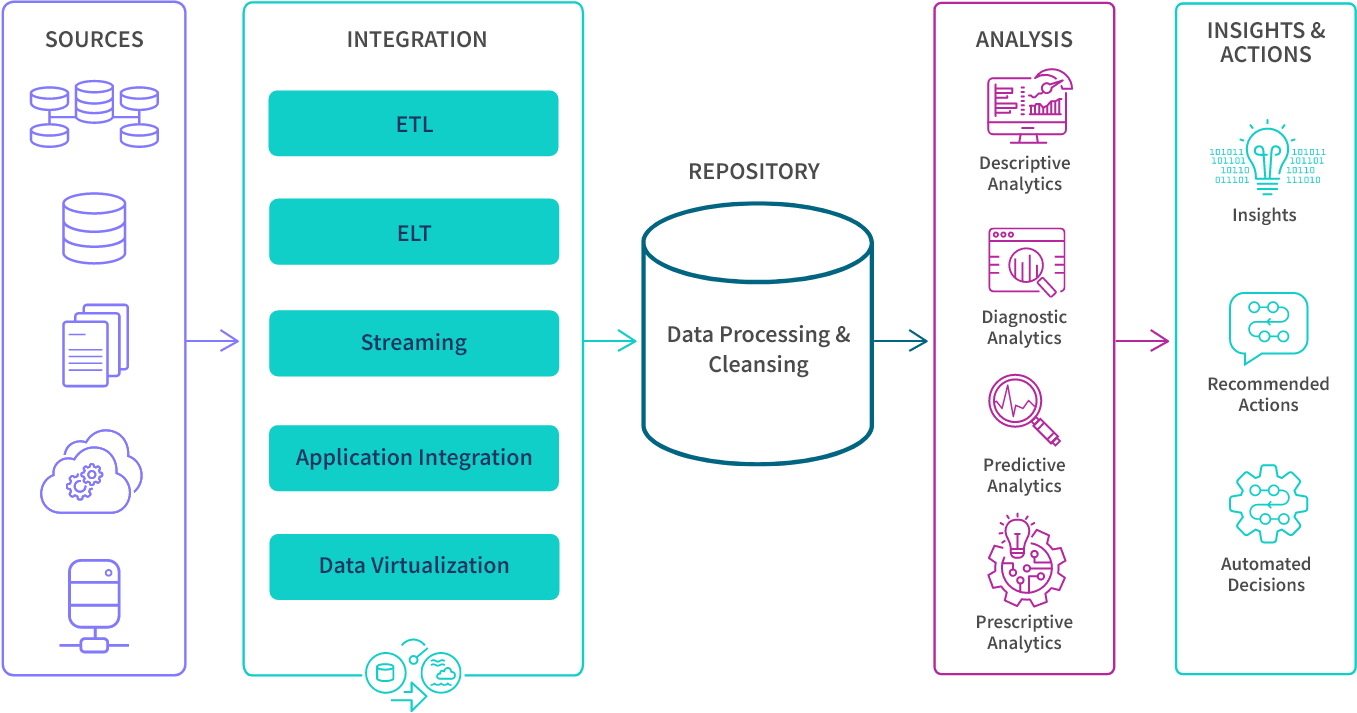 SOURCES
INTEGRATION
ETL
ELT
Streaming
Application Integration
Data Virtualization
REPOSITORY
Data Processing &
Cleansing
ANALYSIS
Descriptive
Analytics
Diagnostic
Analytics
Predictive
Analytics
Prescriptive
Analytics
INSIGHTS &
ACTIONS
101011 101011
101101 101101
10110 10110
011101 111010
Insights
Recommended
Actions
Automated
Decisions